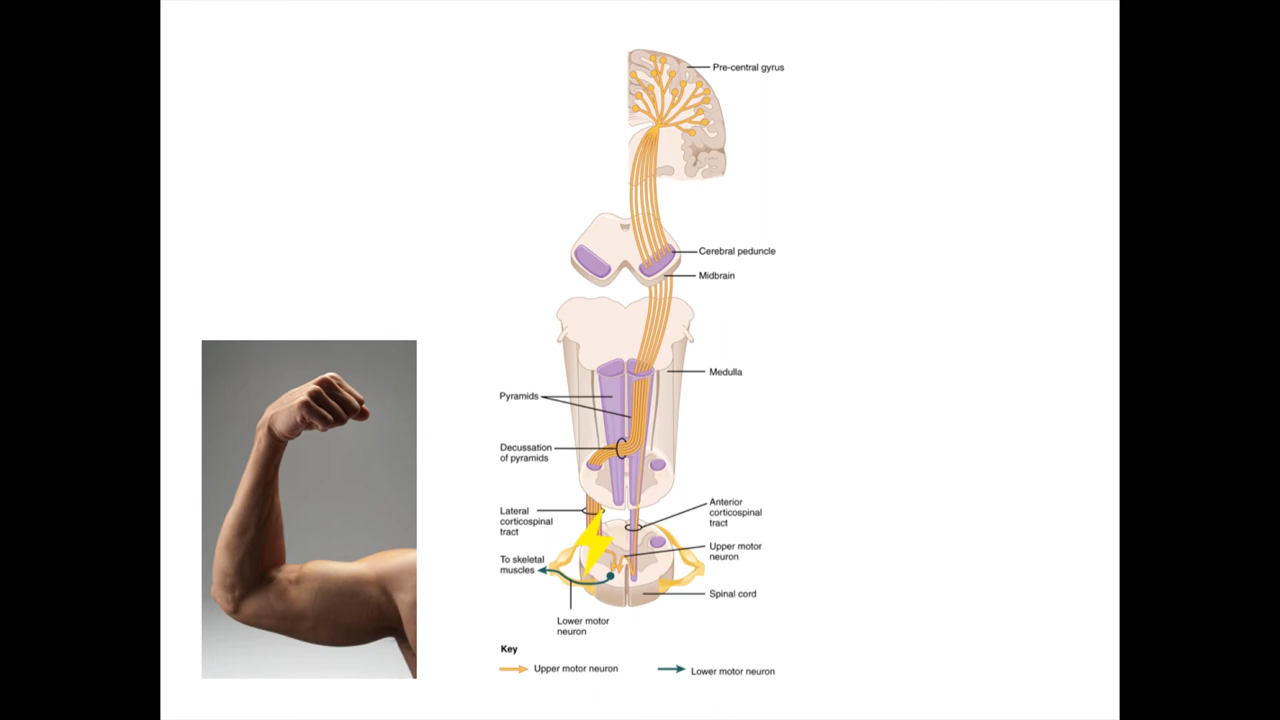 Pre-central gyrus
Cerebral peduncle
Midbrain
Medulla
Pyramids
Decussation
of pyramids
Lateral
corticospinal
tract
Anterior
corticospinal
tract
Upper motor
neuron
To skeletal
muscles
Spinal cord
Lower motor
neuron
Key
Upper motor neuron
Lower motor neuron